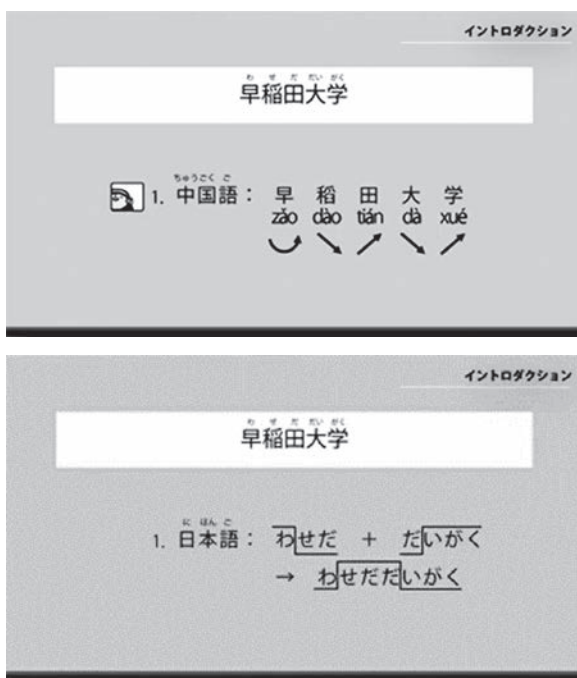 イントロダクション
わせだだいがく
早稲田大学
ちゅうごくご
1. 中国語： 早 稲 田 大 学
zǎo dào tián dà xué
イントロダクション
わせだだいがく
早稲田大学
にほんご
1. 日本語： わせだ + だいがく
→ わせだだいがく